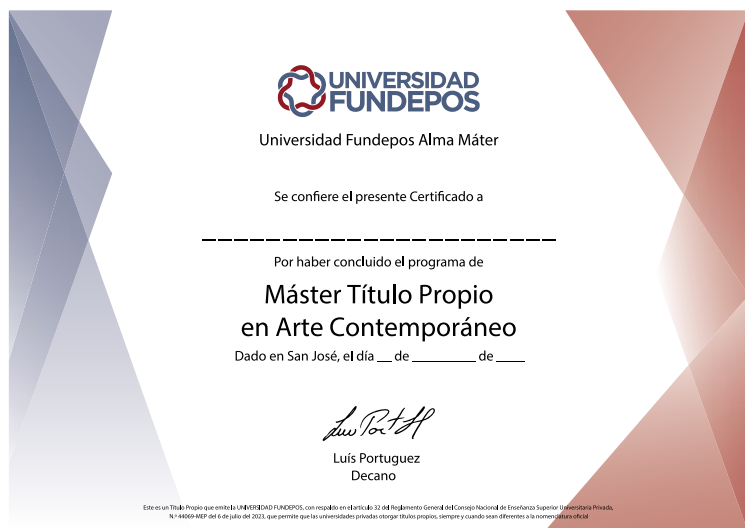 UNIVERSIDAD
FUNDEPOS
Universidad Fundepos Alma Máter
Se confiere el presente Certificado a
Por haber concluido el programa de
Máster Título Propio
en Arte Contemporáneo
Dado en San José, el día __ de ________ de ____
Luís Portuguez
Decano
Este es un Título Propio que emite la UNIVERSIDAD FUNDEPOS, con respaldo en el artículo 32 del Reglamento General del Consejo Nacional de Enseñanza Superior Universitaria Privada,
N.º 44069-MEP del 6 de julio del 2023, que permite que las universidades privadas otorgar títulos propios, siempre y cuando sean diferentes a la nomenclatura oficial